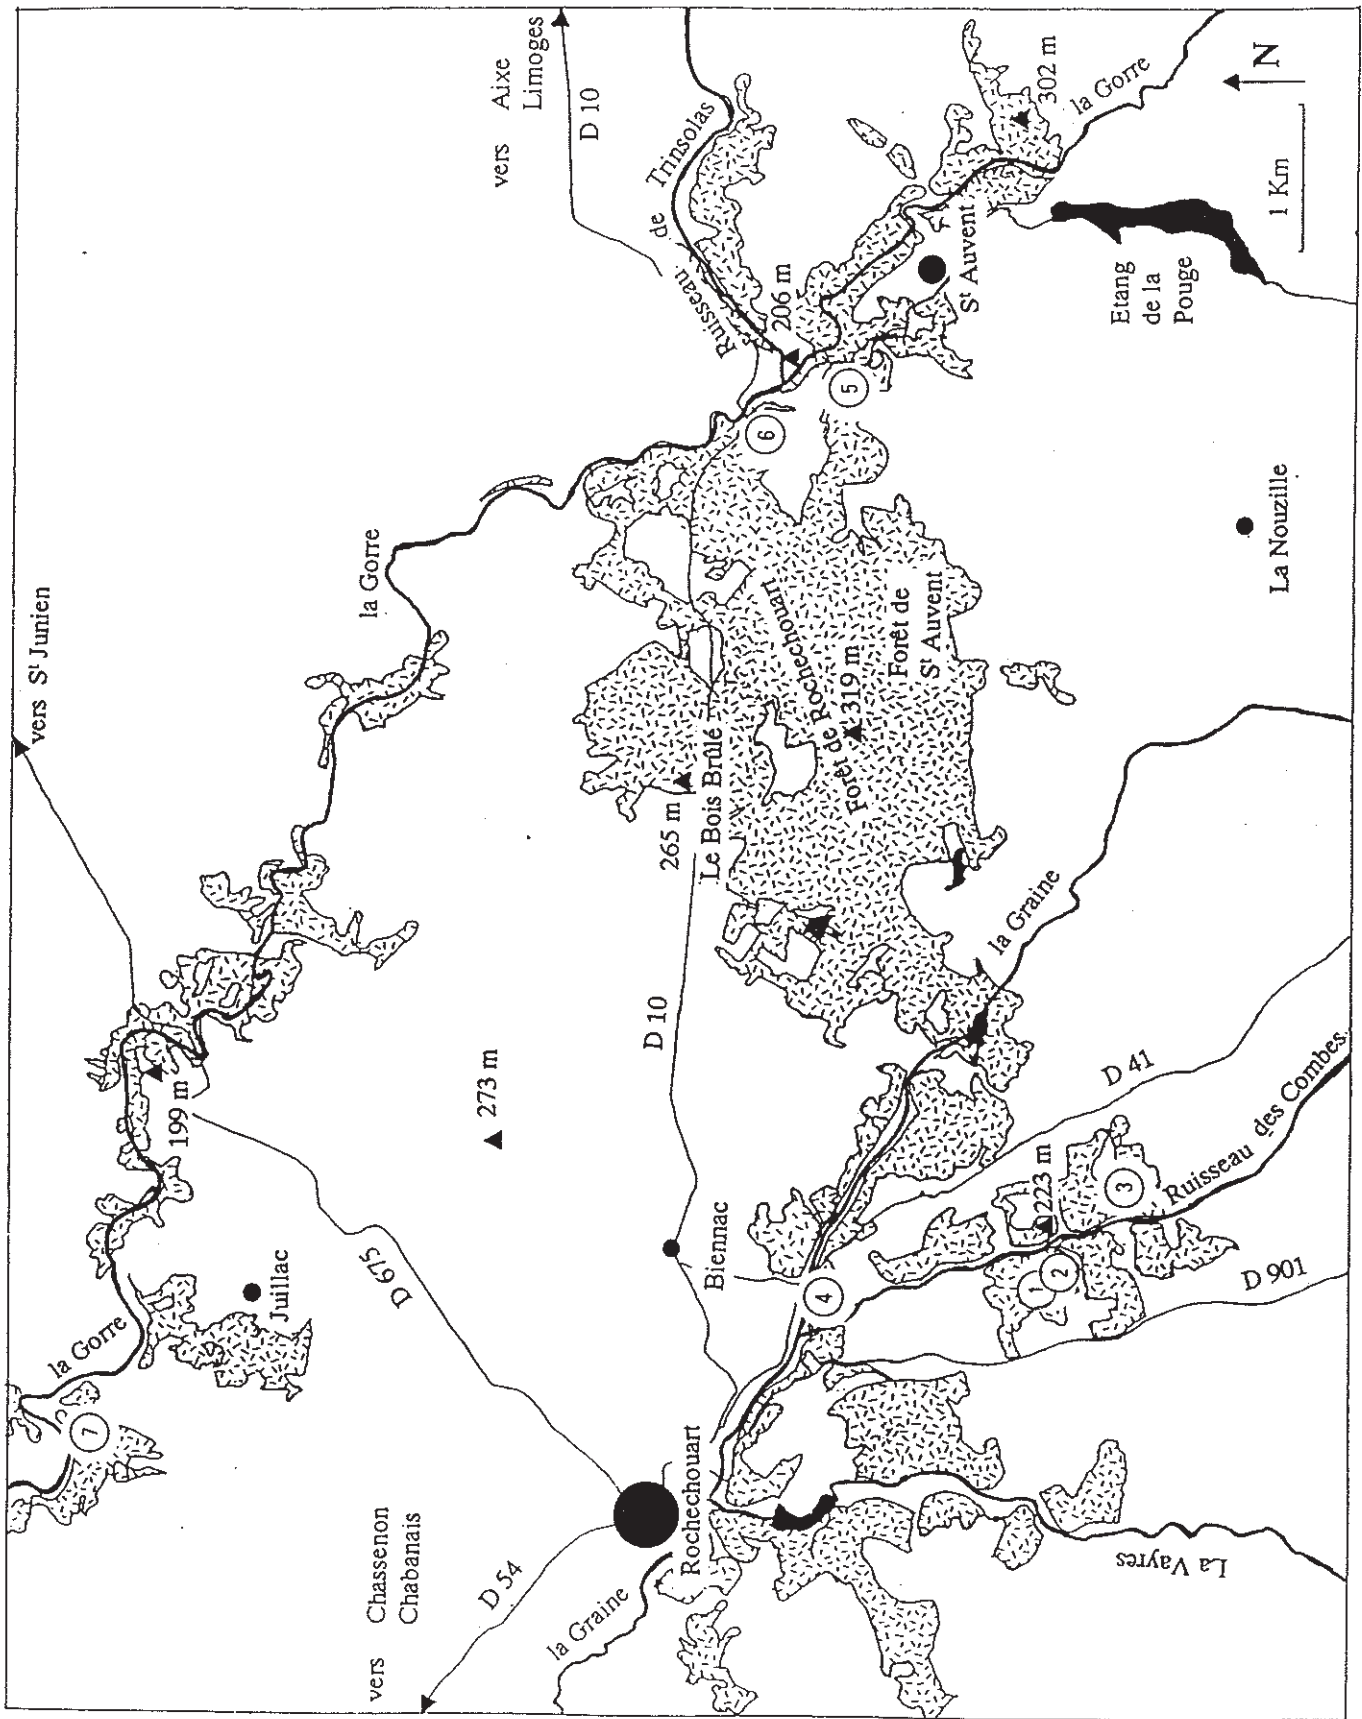 vers Chassenon
Chabanais
D 54
la Graine
Rochechouart
7
la Gorre
Juillac
D 675
199 m
vers St Junien
273 m
la Gorre
vers Aixe
Limoges
D 10
Ruisseau de Trinsolas
206 m
6
5
St Auvent
302 m
la Gorre
Etang
de la
Pouge
1 Km
N
Biennac
D 10
265 m
Le Bois Brûlé
Forêt de Rochechouart
319 m
Forêt de
St Auvent
La Nouzille
la Graine
4
D 41
223 m
1
2
3
Ruisseau des Combes
D 901
La Vayres